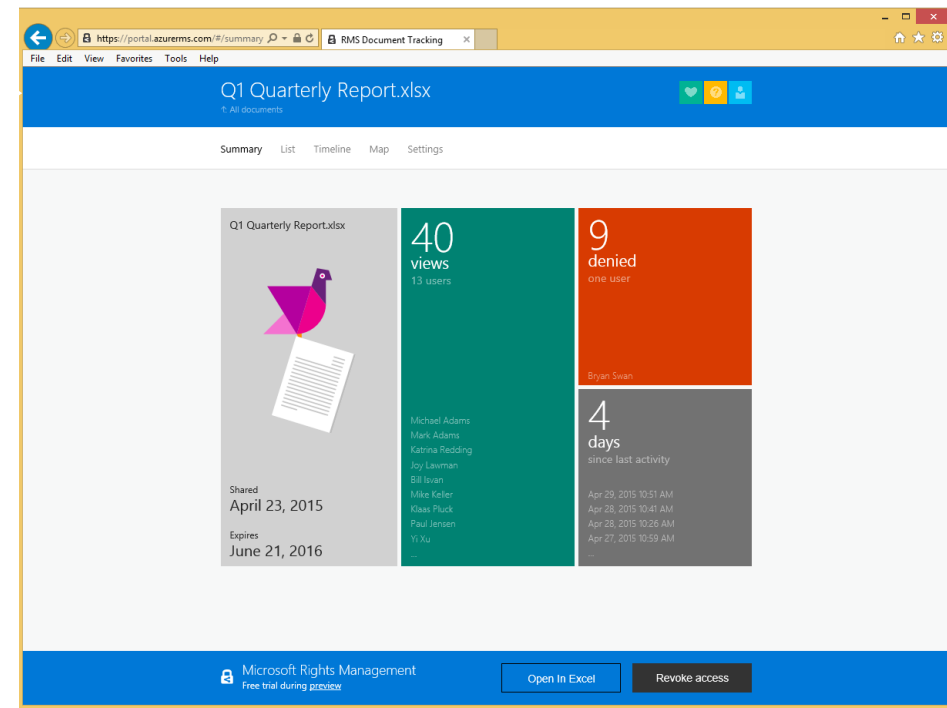 https://portal.azurerms.com/#/summary
RMS Document Tracking
File Edit View Favorites Tools Help
Q1 Quarterly Report.xlsx
↑ All documents
Summary List Timeline Map Settings
Q1 Quarterly Report.xlsx
Shared
April 23, 2015
Expires
June 21, 2016
40
views
13 users
Michael Adams
Mark Adams
Katrina Redding
Joy Lawman
Bill Isvan
Mike Keller
Klaas Pluck
Paul Jensen
Yi Xu
...
9
denied
one user
Bryan Swan
4
days
since last activity
Apr 29, 2015 10:51 AM
Apr 28, 2015 10:41 AM
Apr 28, 2015 10:26 AM
Apr 27, 2015 10:59 AM
...
Microsoft Rights Management
Free trial during preview
Open In Excel
Revoke access